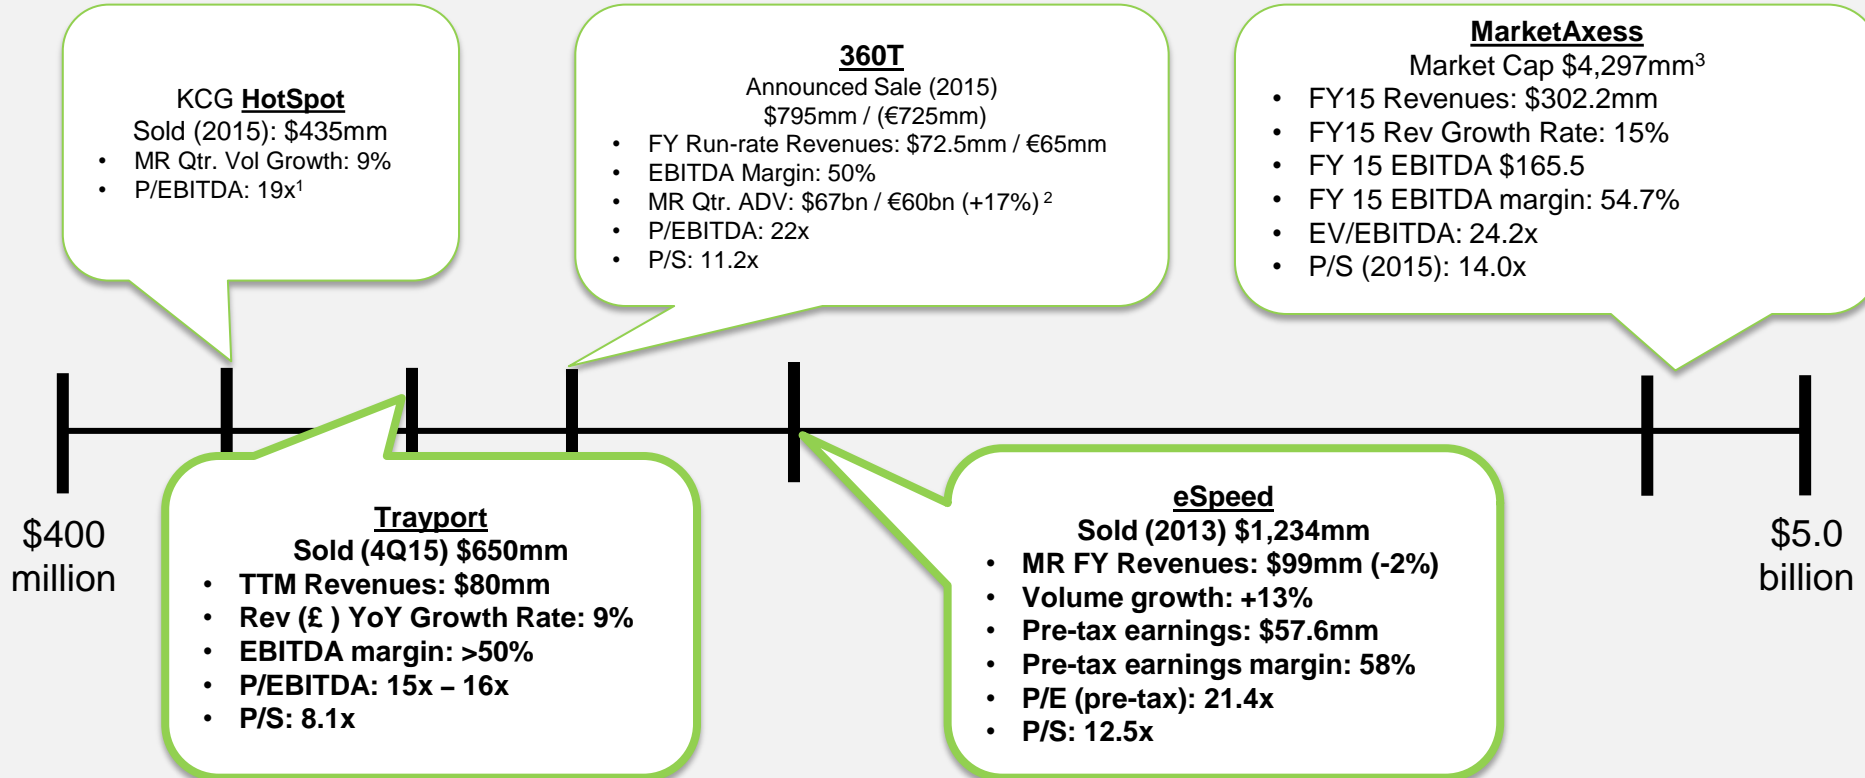 KCG HotSpot
Sold (2015): $435mm
• MR Qtr. Vol Growth: 9%
• P/EBITDA: 19x¹
360T
Announced Sale (2015)
$795mm / (€725mm)
• FY Run-rate Revenues: $72.5mm / €65mm
• EBITDA Margin: 50%
• MR Qtr. ADV: $67bn / €60bn (+17%) ²
• P/EBITDA: 22x
• P/S: 11.2x
MarketAxess
Market Cap $4,297mm³
• FY15 Revenues: $302.2mm
• FY15 Rev Growth Rate: 15%
• FY 15 EBITDA $165.5
• FY 15 EBITDA margin: 54.7%
• EV/EBITDA: 24.2x
• P/S (2015): 14.0x
$400
million
Trayport
Sold (4Q15) $650mm
• TTM Revenues: $80mm
• Rev (£ ) YoY Growth Rate: 9%
• EBITDA margin: >50%
• P/EBITDA: 15x – 16x
• P/S: 8.1x
eSpeed
Sold (2013) $1,234mm
• MR FY Revenues: $99mm (-2%)
• Volume growth: +13%
• Pre-tax earnings: $57.6mm
• Pre-tax earnings margin: 58%
• P/E (pre-tax): 21.4x
• P/S: 12.5x
$5.0
billion